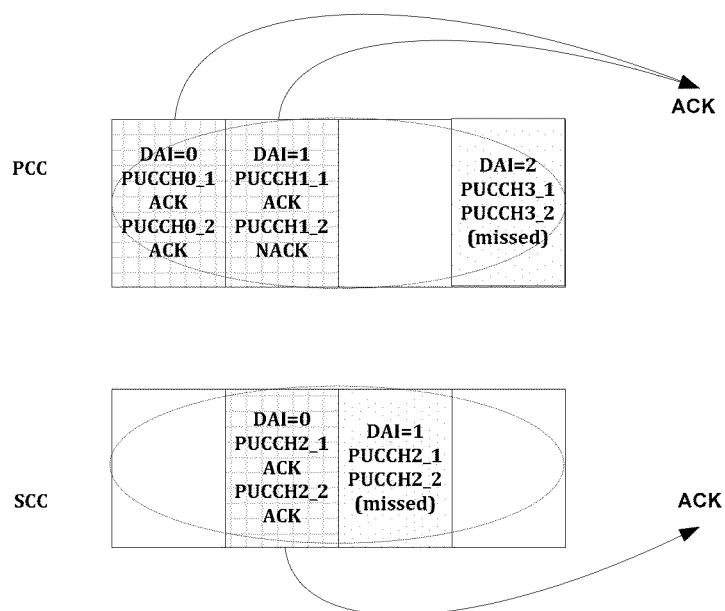 ACK
PCC
DAI=0
PUCCH0_1
ACK
PUCCH0_2
ACK
DAI=1
PUCCH1_1
ACK
PUCCH1_2
NACK
DAI=2
PUCCH3_1
PUCCH3_2
(missed)
SCC
DAI=0
PUCCH2_1
ACK
PUCCH2_2
ACK
DAI=1
PUCCH2_1
PUCCH2_2
(missed)
ACK